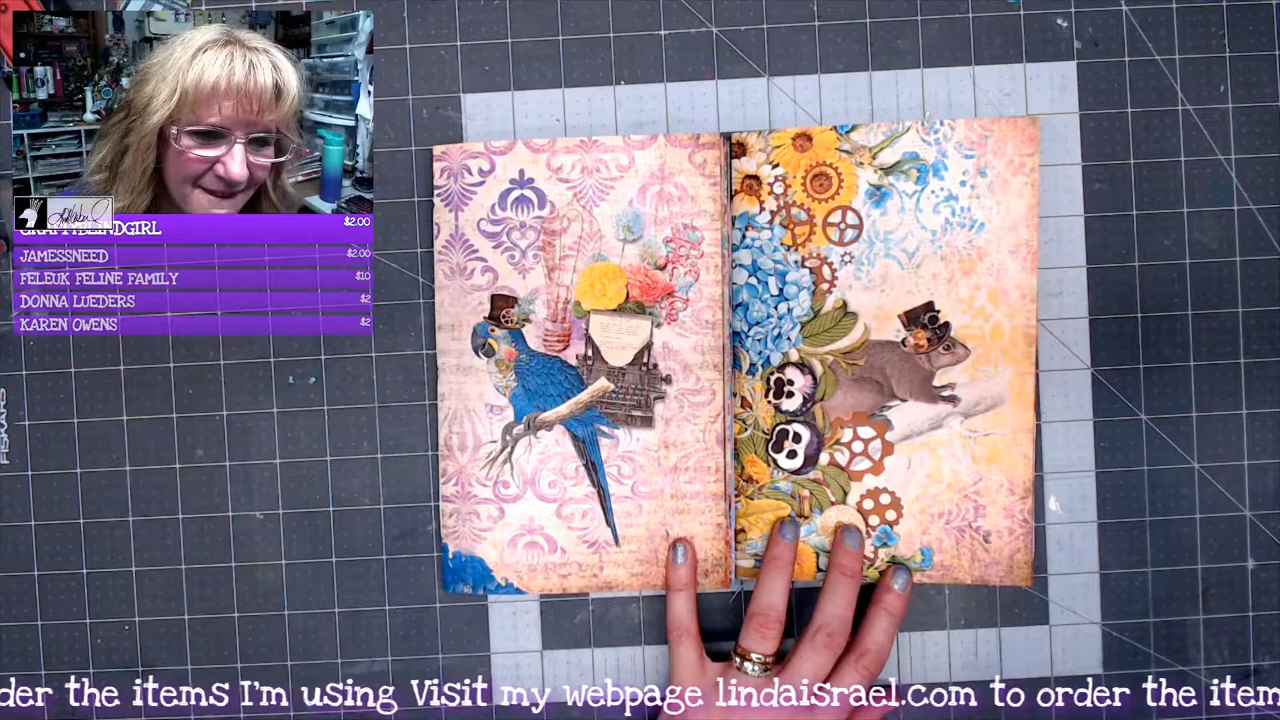 $2.00
JAMESSNEED $2.00
FELEUK FELINE FAMILY $10
DONNA LUEDERS $2
KAREN OWENS $2
FISKARS
der the items I'm using Visit my webpage lindaisrael.com to order the item